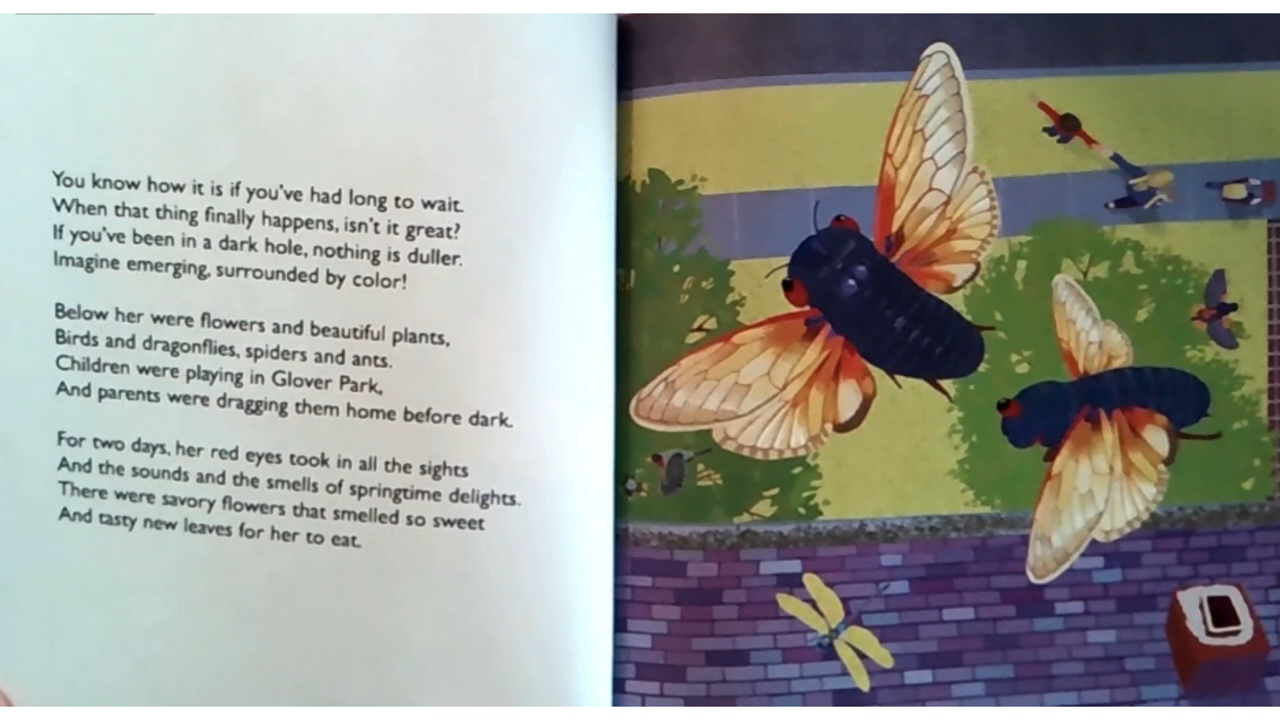 You know how it is if you've had long to wait.
When that thing finally happens, isn't it great?
If you've been in a dark hole, nothing is duller.
Imagine emerging, surrounded by color!
Below her were flowers and beautiful plants,
Birds and dragonflies, spiders and ants.
Children were playing in Glover Park,
And parents were dragging them home before dark.
For two days, her red eyes took in all the sights
And the sounds and the smells of springtime delights.
There were savory flowers that smelled so sweet
And tasty new leaves for her to eat.